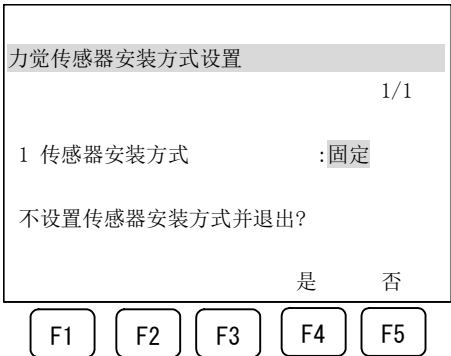 力觉传感器安装方式设置
1/1
1 传感器安装方式 :固定
不设置传感器安装方式并退出?
是 否
F1 F2 F3 F4 F5